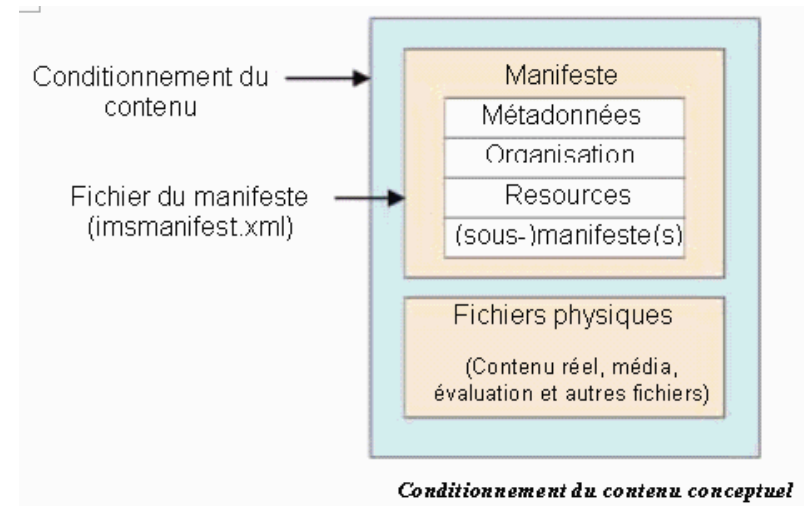 Conditionnement du
contenu
Fichier du manifeste
(imsmanifest.xml)
Manifeste
Métadonnées
Organisation
Resources
(sous-)manifeste(s)
Fichiers physiques
(Contenu réel, média,
évaluation et autres fichiers)
Conditionnement du contenu conceptuel